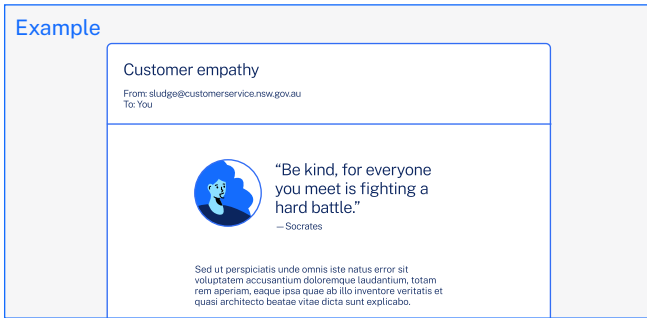 Example
Customer empathy
From: sludge@customerservice.nsw.gov.au
To: You
“Be kind, for everyone
you meet is fighting a
hard battle.”
— Socrates
Sed ut perspiciatis unde omnis iste natus error sit
voluptatem accusantium doloremque laudantium, totam
rem aperiam, eaque ipsa quae ab illo inventore veritatis et
quasi architecto beatae vitae dicta sunt explicabo.